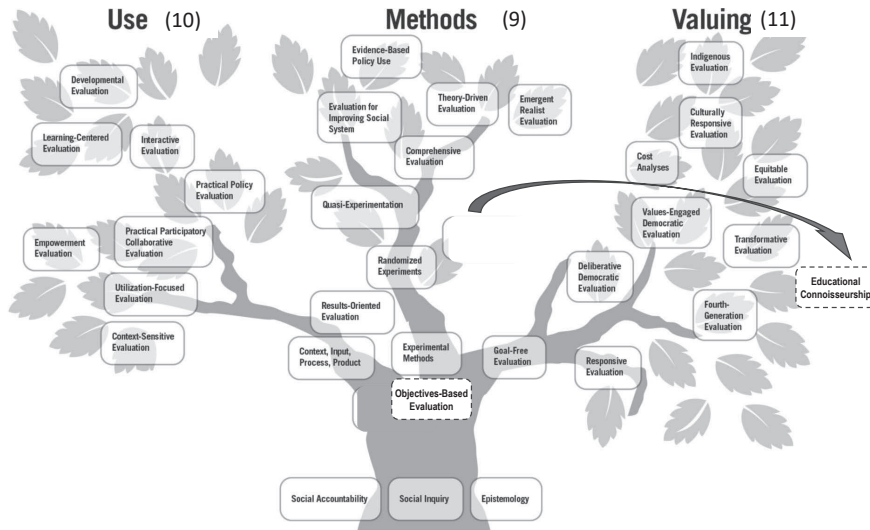 Use (10)
Methods (9)
Valuing (11)
Evidence-Based
Policy Use
Indigenous
Evaluation
Developmental
Evaluation
Theory-Driven
Evaluation
Emergent
Realist
Evaluation
Evaluation for
Improving Social
System
Culturally
Responsive
Evaluation
Learning-Centered
Evaluation
Interactive
Evaluation
Comprehensive
Evaluation
Cost
Analyses
Equitable
Evaluation
Practical Policy
Evaluation
Quasi-Experimentation
Values-Engaged
Democratic
Evaluation
Empowerment
Evaluation
Practical Participatory
Collaborative
Evaluation
Transformative
Evaluation
Randomized
Experiments
Deliberative
Democratic
Evaluation
Educational
Connoisseurship
Utilization-Focused
Evaluation
Results-Oriented
Evaluation
Fourth-
Generation
Evaluation
Context-Sensitive
Evaluation
Context, Input,
Process, Product
Experimental
Methods
Goal-Free
Evaluation
Responsive
Evaluation
Objectives-Based
Evaluation
Social Accountability
Social Inquiry
Epistemology